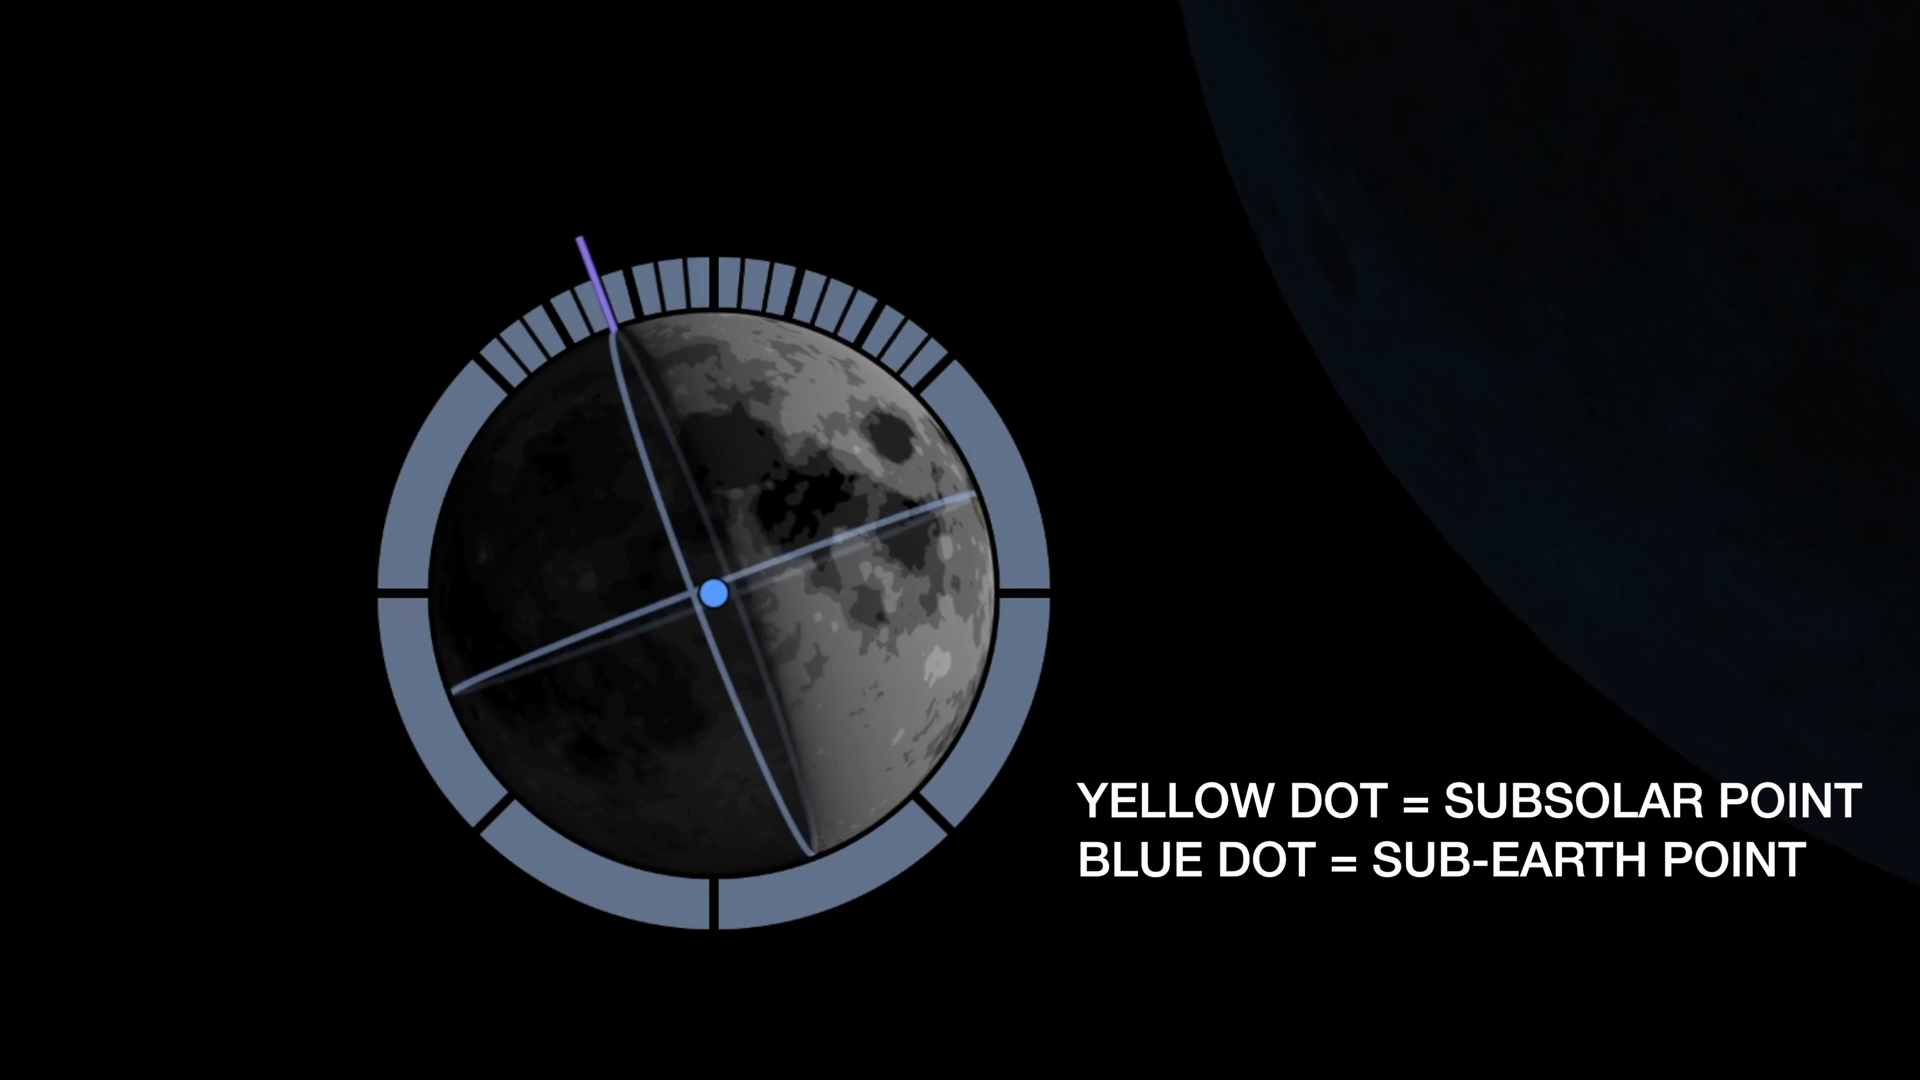 YELLOW DOT = SUBSOLAR POINT
BLUE DOT = SUB-EARTH POINT